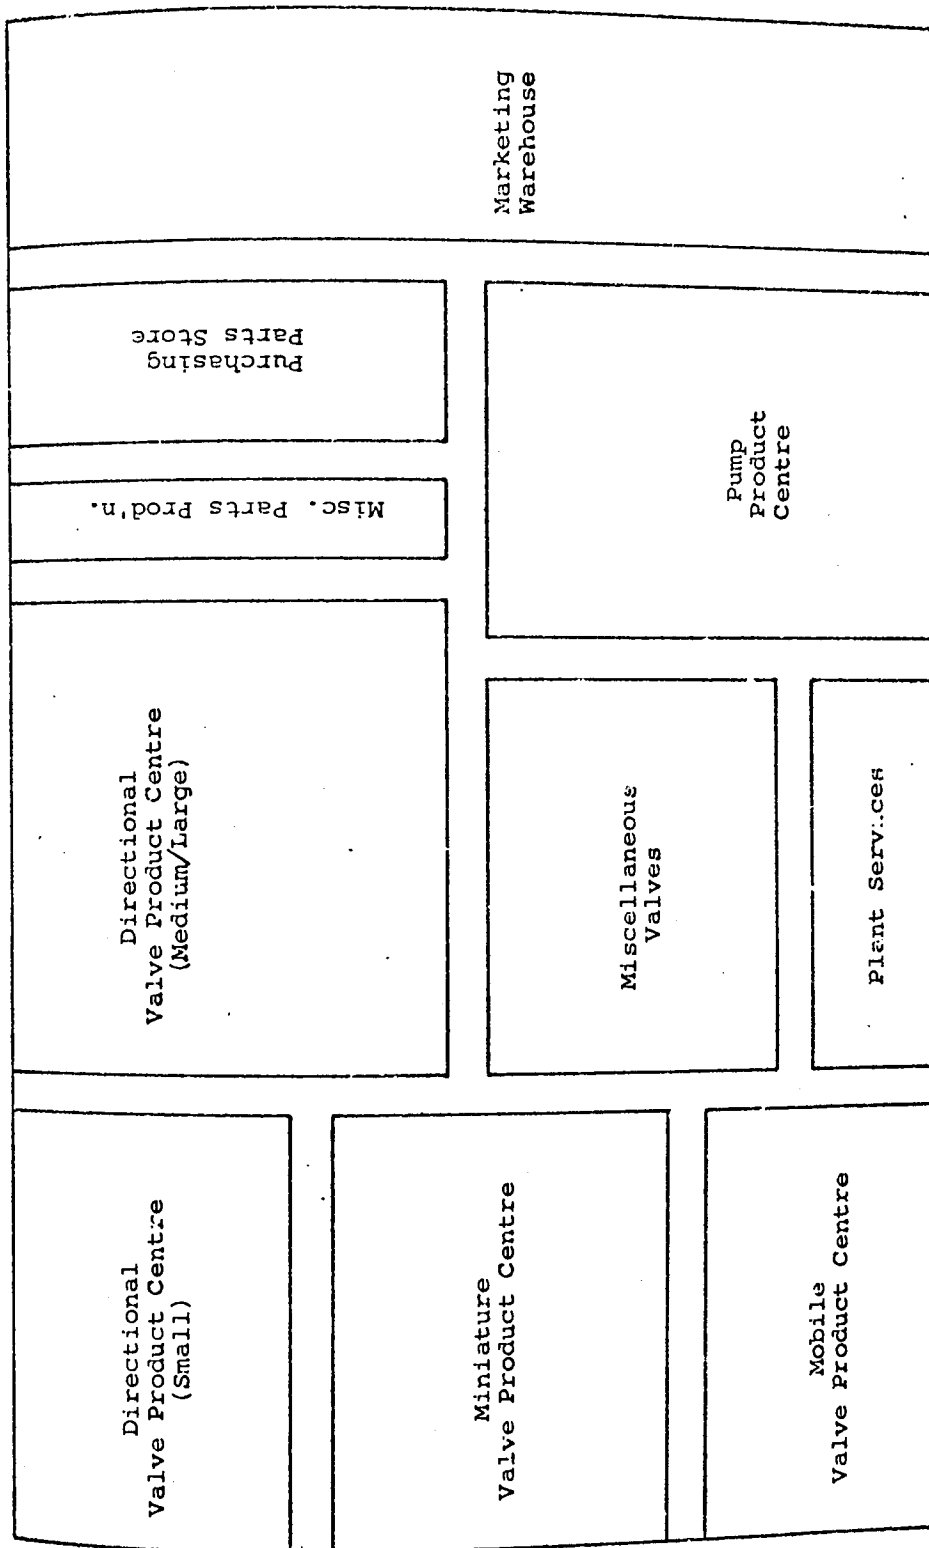 Marketing
Warehouse
Purchasing
Parts Store
Misc. Parts Prod'n.
Pump
Product
Centre
Directional
Valve Product Centre
(Medium/Large)
Miscellaneous
Valves
Plant Services
Directional
Valve Product Centre
(Small)
Miniature
Valve Product Centre
Mobile
Valve Product Centre